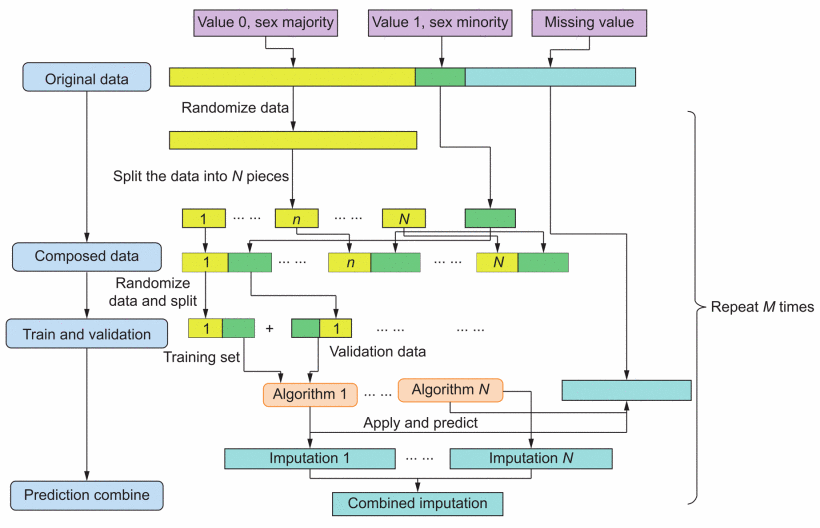 Value 0, sex majority
Value 1, sex minority
Missing value
Original data
Randomize data
Split the data into N pieces
1 ... ... n ... ... N
Composed data
1 ... ... n ... ... N
Randomize
data and split
Train and validation
1 + 1 ... ... ... ...
Training set
Validation data
Repeat M times
Algorithm 1 ... ... Algorithm N
Apply and predict
Imputation 1 ... ... Imputation N
Prediction combine
Combined imputation